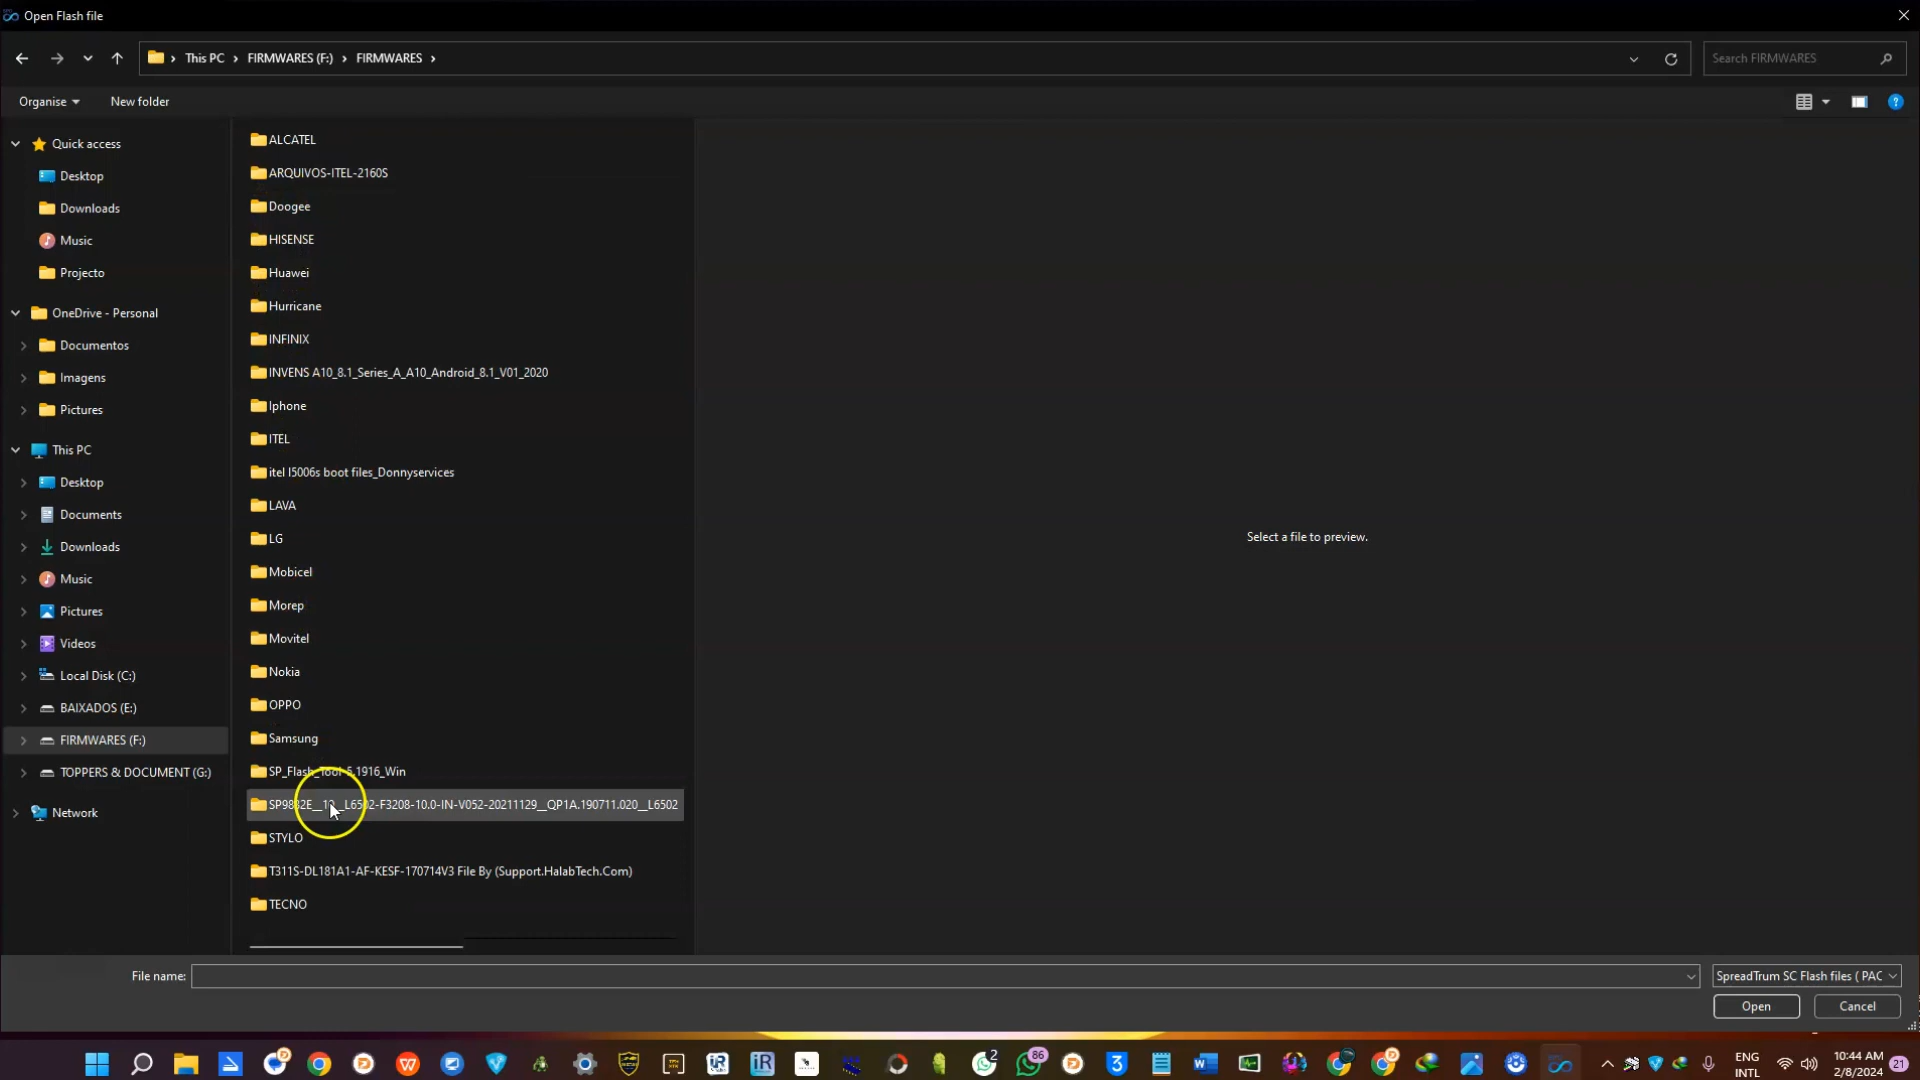 Open Flash file
This PC
FIRMWARES (F:)
FIRMWARES
Search FIRMWARES
Organise
New folder
Quick access
Desktop
Downloads
Music
Projecto
OneDrive - Personal
Documentos
Imagens
Pictures
This PC
Desktop
Documents
Downloads
Music
Pictures
Videos
Local Disk (C:)
BAIXADOS (E:)
FIRMWARES (F:)
TOPPERS & DOCUMENT (G:)
Network
ALCATEL
ARQUIVOS-ITEL-2160S
Doogee
HISENSE
Huawei
Hurricane
INFINIX
INVENS A10_8.1_Series_A_A10_Android_8.1_V01_2020
Iphone
ITEL
itel I5006s boot files_Donnyservices
LAVA
LG
Mobicel
Morep
Movitel
Nokia
OPPO
Samsung
SP_Flash_Tool-5.1916_Win
SP9832E__10__L6502-F3208-10.0-IN-V052-20211129__QP1A.190711.020__L6502
STYLO
T311S-DL181A1-AF-KESF-170714V3 File By (Support.HalabTech.Com)
TECNO
Select a file to preview.
File name:
SpreadTrum SC Flash files ( PAC
Open
Cancel
2
86
ENG
INTL
10:44 AM
2/8/2024
21